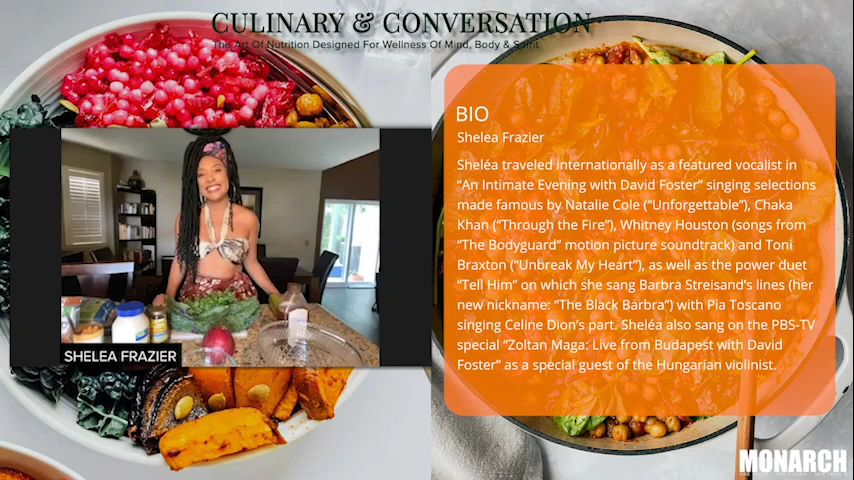 CULINARY & CONVERSATION
The Art Of Nutrition Designed For Wellness Of Mind, Body & Spirit
BIO
Shelea Frazier
Sheléa traveled internationally as a featured vocalist in
“An Intimate Evening with David Foster” singing selections
made famous by Natalie Cole (“Unforgettable”), Chaka
Khan (“Through the Fire”), Whitney Houston (songs from
“The Bodyguard” motion picture soundtrack) and Toni
Braxton (“Unbreak My Heart”), as well as the power duet
“Tell Him” on which she sang Barbra Streisand’s lines (her
new nickname: “The Black Barbra”) with Pia Toscano
singing Celine Dion’s part. Sheléa also sang on the PBS-TV
special “Zoltan Maga: Live from Budapest with David
Foster” as a special guest of the Hungarian violinist.
SHELEA FRAZIER
MONARCH